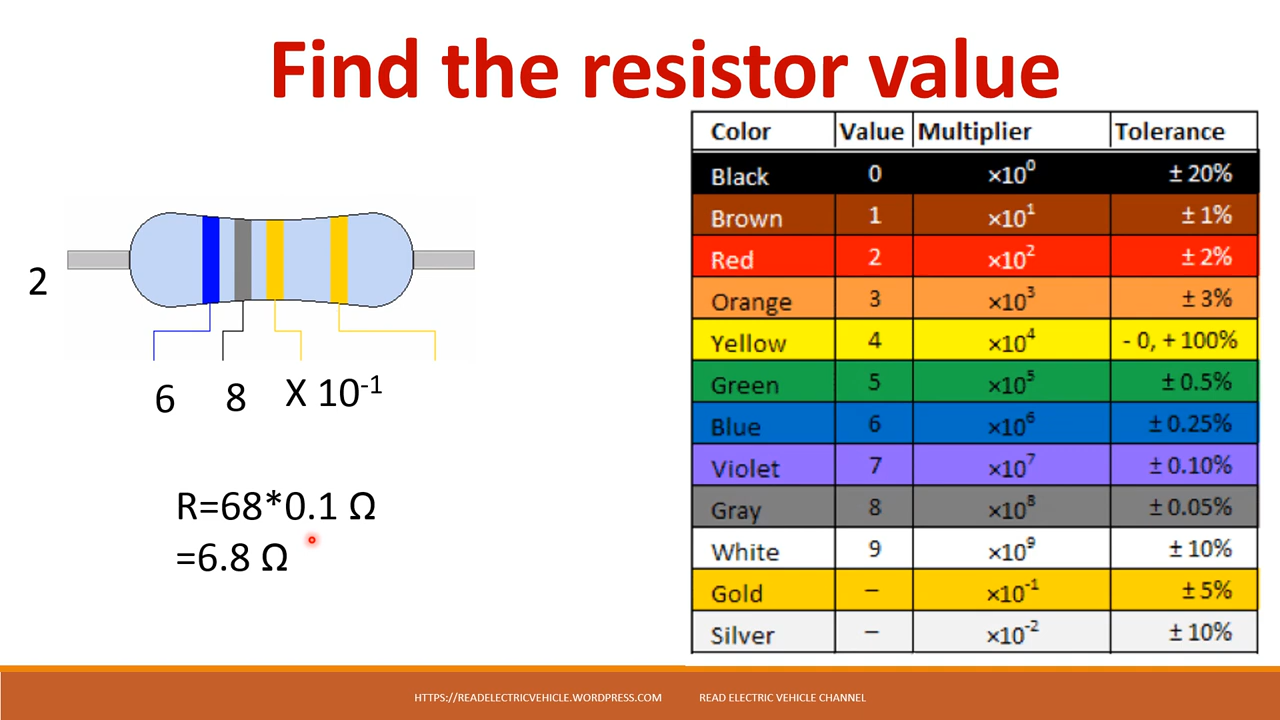 Find the resistor value
2
6 8 X 10⁻¹
R=68*0.1 Ω
=6.8 Ω
Color Value Multiplier Tolerance
Black 0 ×10⁰ ± 20%
Brown 1 ×10¹ ± 1%
Red 2 ×10² ± 2%
Orange 3 ×10³ ± 3%
Yellow 4 ×10⁴ - 0, + 100%
Green 5 ×10⁵ ± 0.5%
Blue 6 ×10⁶ ± 0.25%
Violet 7 ×10⁷ ± 0.10%
Gray 8 ×10⁸ ± 0.05%
White 9 ×10⁹ ± 10%
Gold – ×10⁻¹ ± 5%
Silver – ×10⁻² ± 10%
HTTPS://READELECTRICVEHICLE.WORDPRESS.COM READ ELECTRIC VEHICLE CHANNEL